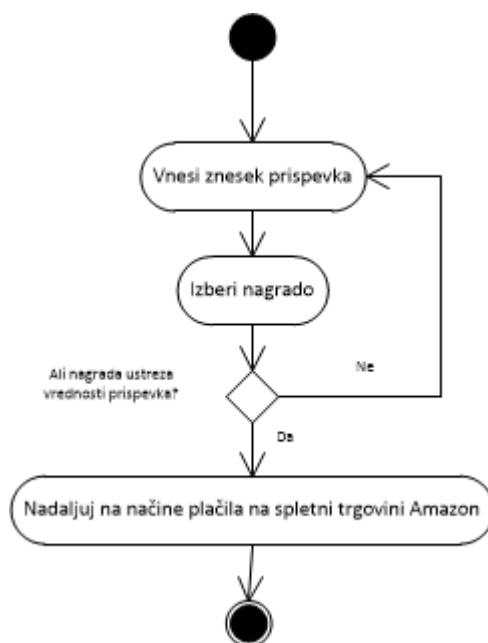 Vnesi znesek prispevka
Izberi nagrado
Ali nagrada ustreza
vrednosti prispevka?
Ne
Da
Nadaljuj na načine plačila na spletni trgovini Amazon